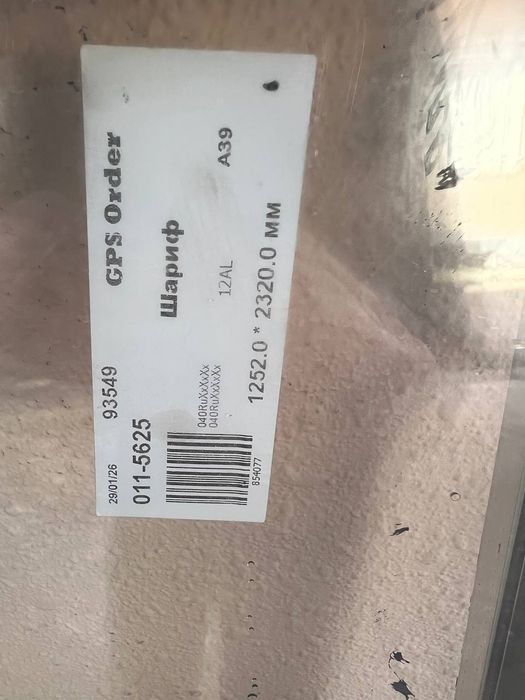 29/01/26 93549 GPS Order
011-5625 Шариф
040RuXxXxXx
040RuXxXxXx
12AL A39
854077
1252.0 * 2320.0 мм